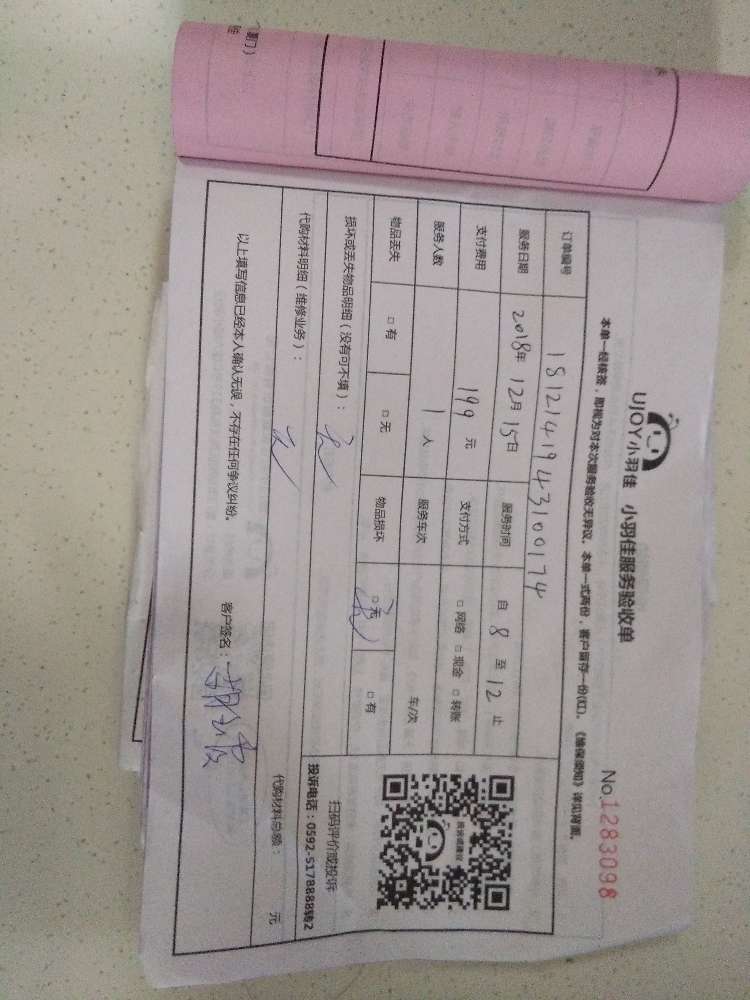 UJOY小羽佳 小羽佳服务验收单
No.1283098
本单一经接签,即视为对本次服务验收无异议。本单一式两份,客户留存一份(红)。《维保须知》详见背面。
订单编号 1812141943100174
服务日期 2018年 12月 15日 服务时间 自 8 至 12 止
支付费用 199 元 支付方式 □网络 □现金 □转账
服务人数 1 人 服务车次 车/次
物品丢失 □有 □无 物品损坏 □无 □有
损坏或丢失物品明细(没有可不填): 无
扫码评价或投诉
投诉电话:0592-5178888转2
代购材料明细(维修业务): 无
代购材料总额: 元
以上填写信息已经本人确认无误,不存在任何争议纠纷。 客户签名: